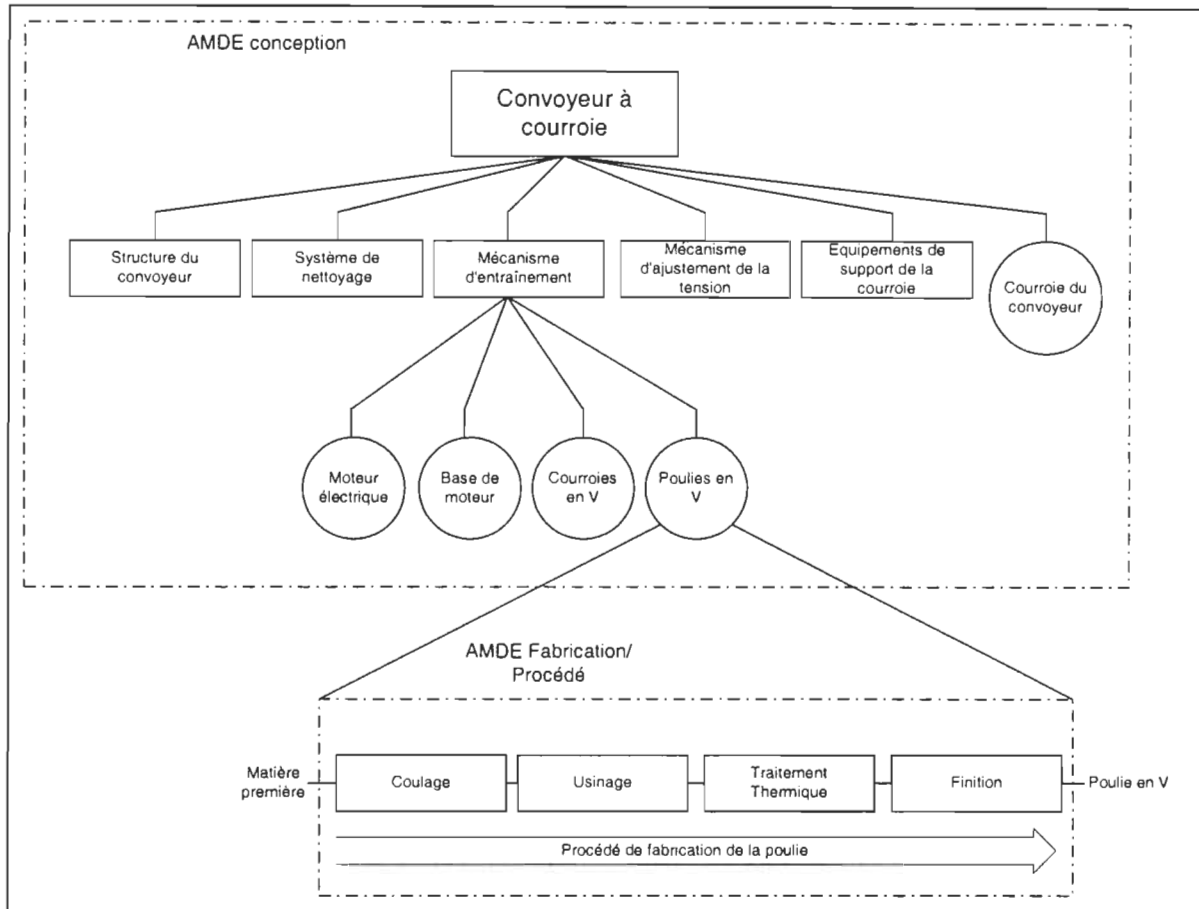 AMDE conception
Convoyeur à
courroie
Structure du
convoyeur
Système de
nettoyage
Mécanisme
d'entraînement
Mécanisme
d'ajustement de la
tension
Equipements de
support de la
courroie
Courroie du
convoyeur
Moteur
électrique
Base de
moteur
Courroies
en V
Poulies en
V
AMDE Fabrication/
Procédé
Matière
première
Coulage
Usinage
Traitement
Thermique
Finition
Poulie en V
Procédé de fabrication de la poulie